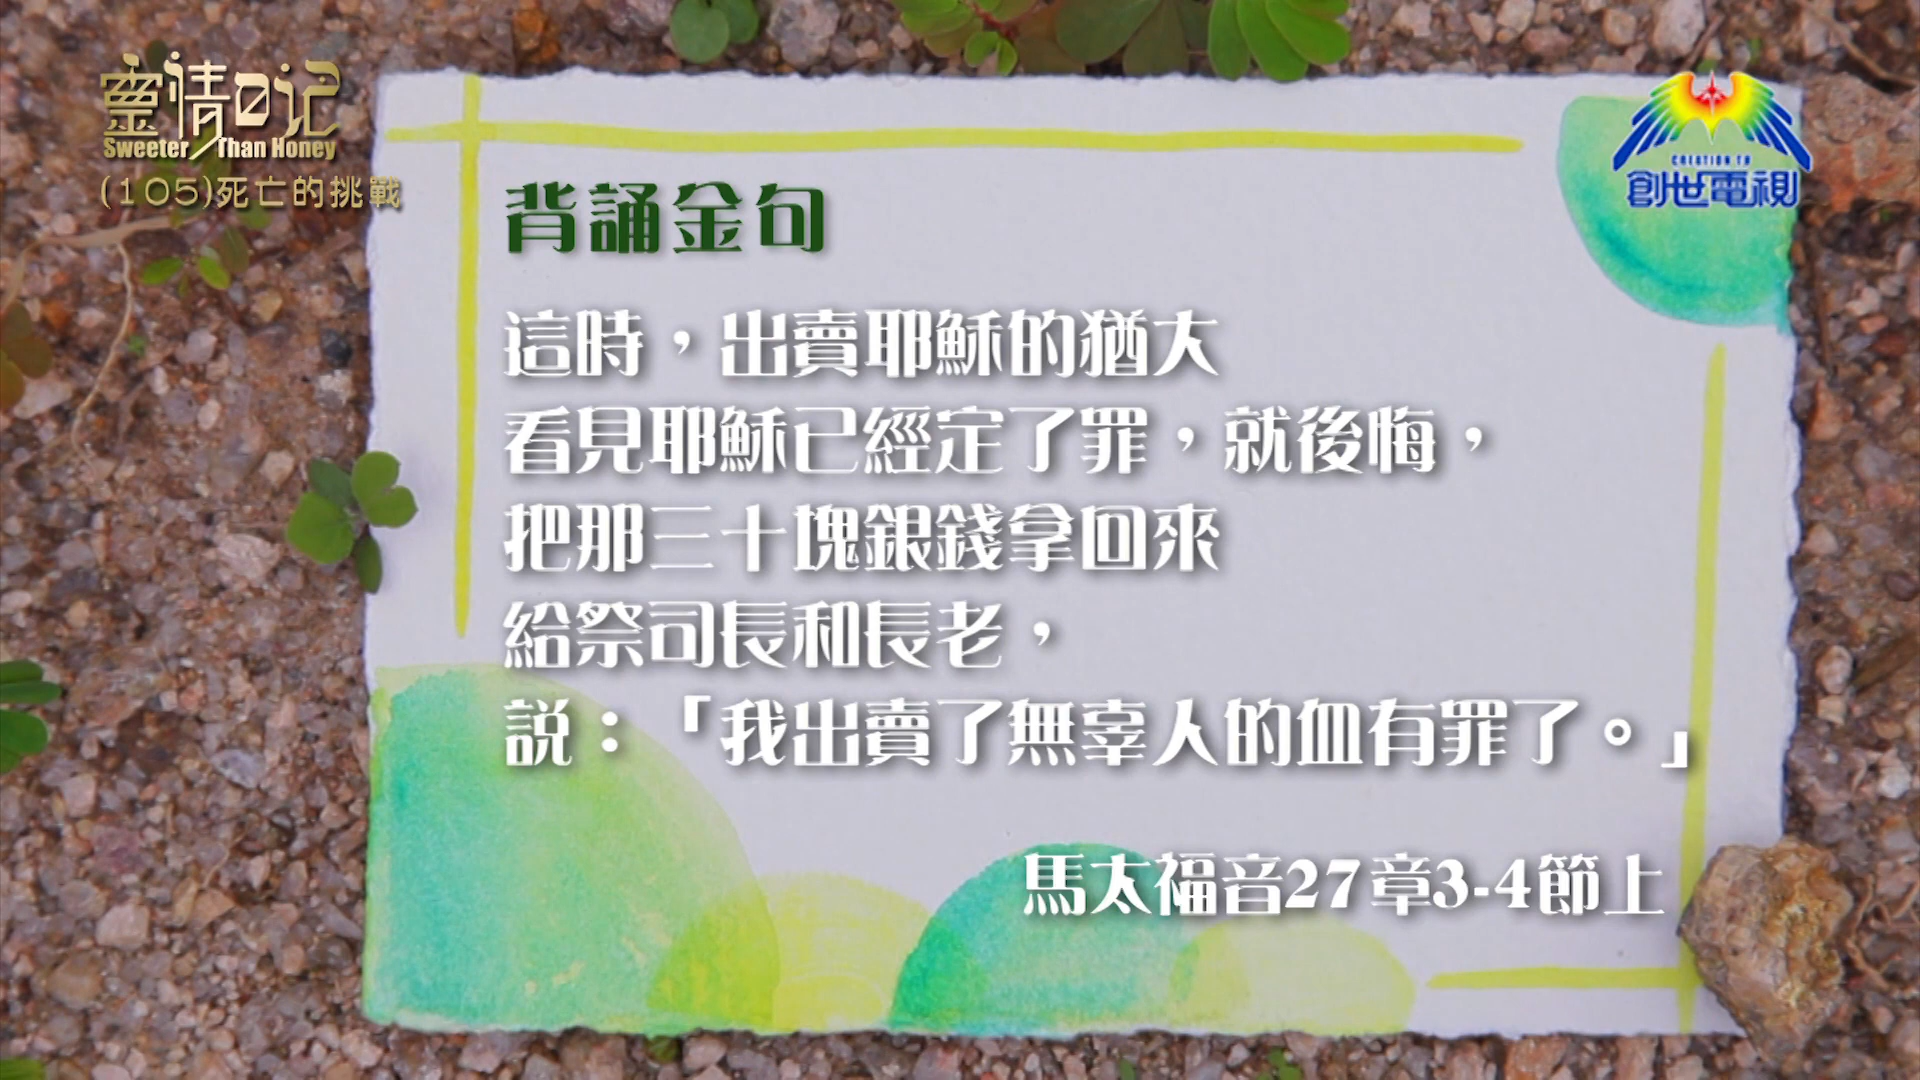 靈情日记
Sweeter Than Honey
(105)死亡的挑戰
CREATION TV
創世電視
背誦金句
這時，出賣耶穌的猶大
看見耶穌已經定了罪，就後悔，
把那三十塊銀錢拿回來
給祭司長和長老，
説：「我出賣了無辜人的血有罪了。」
馬太福音27章3-4節上